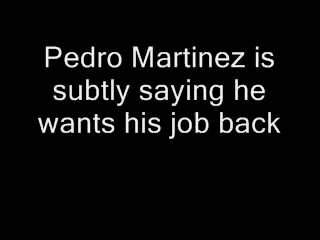 Pedro Martinez is
subtly saying he
wants his job back